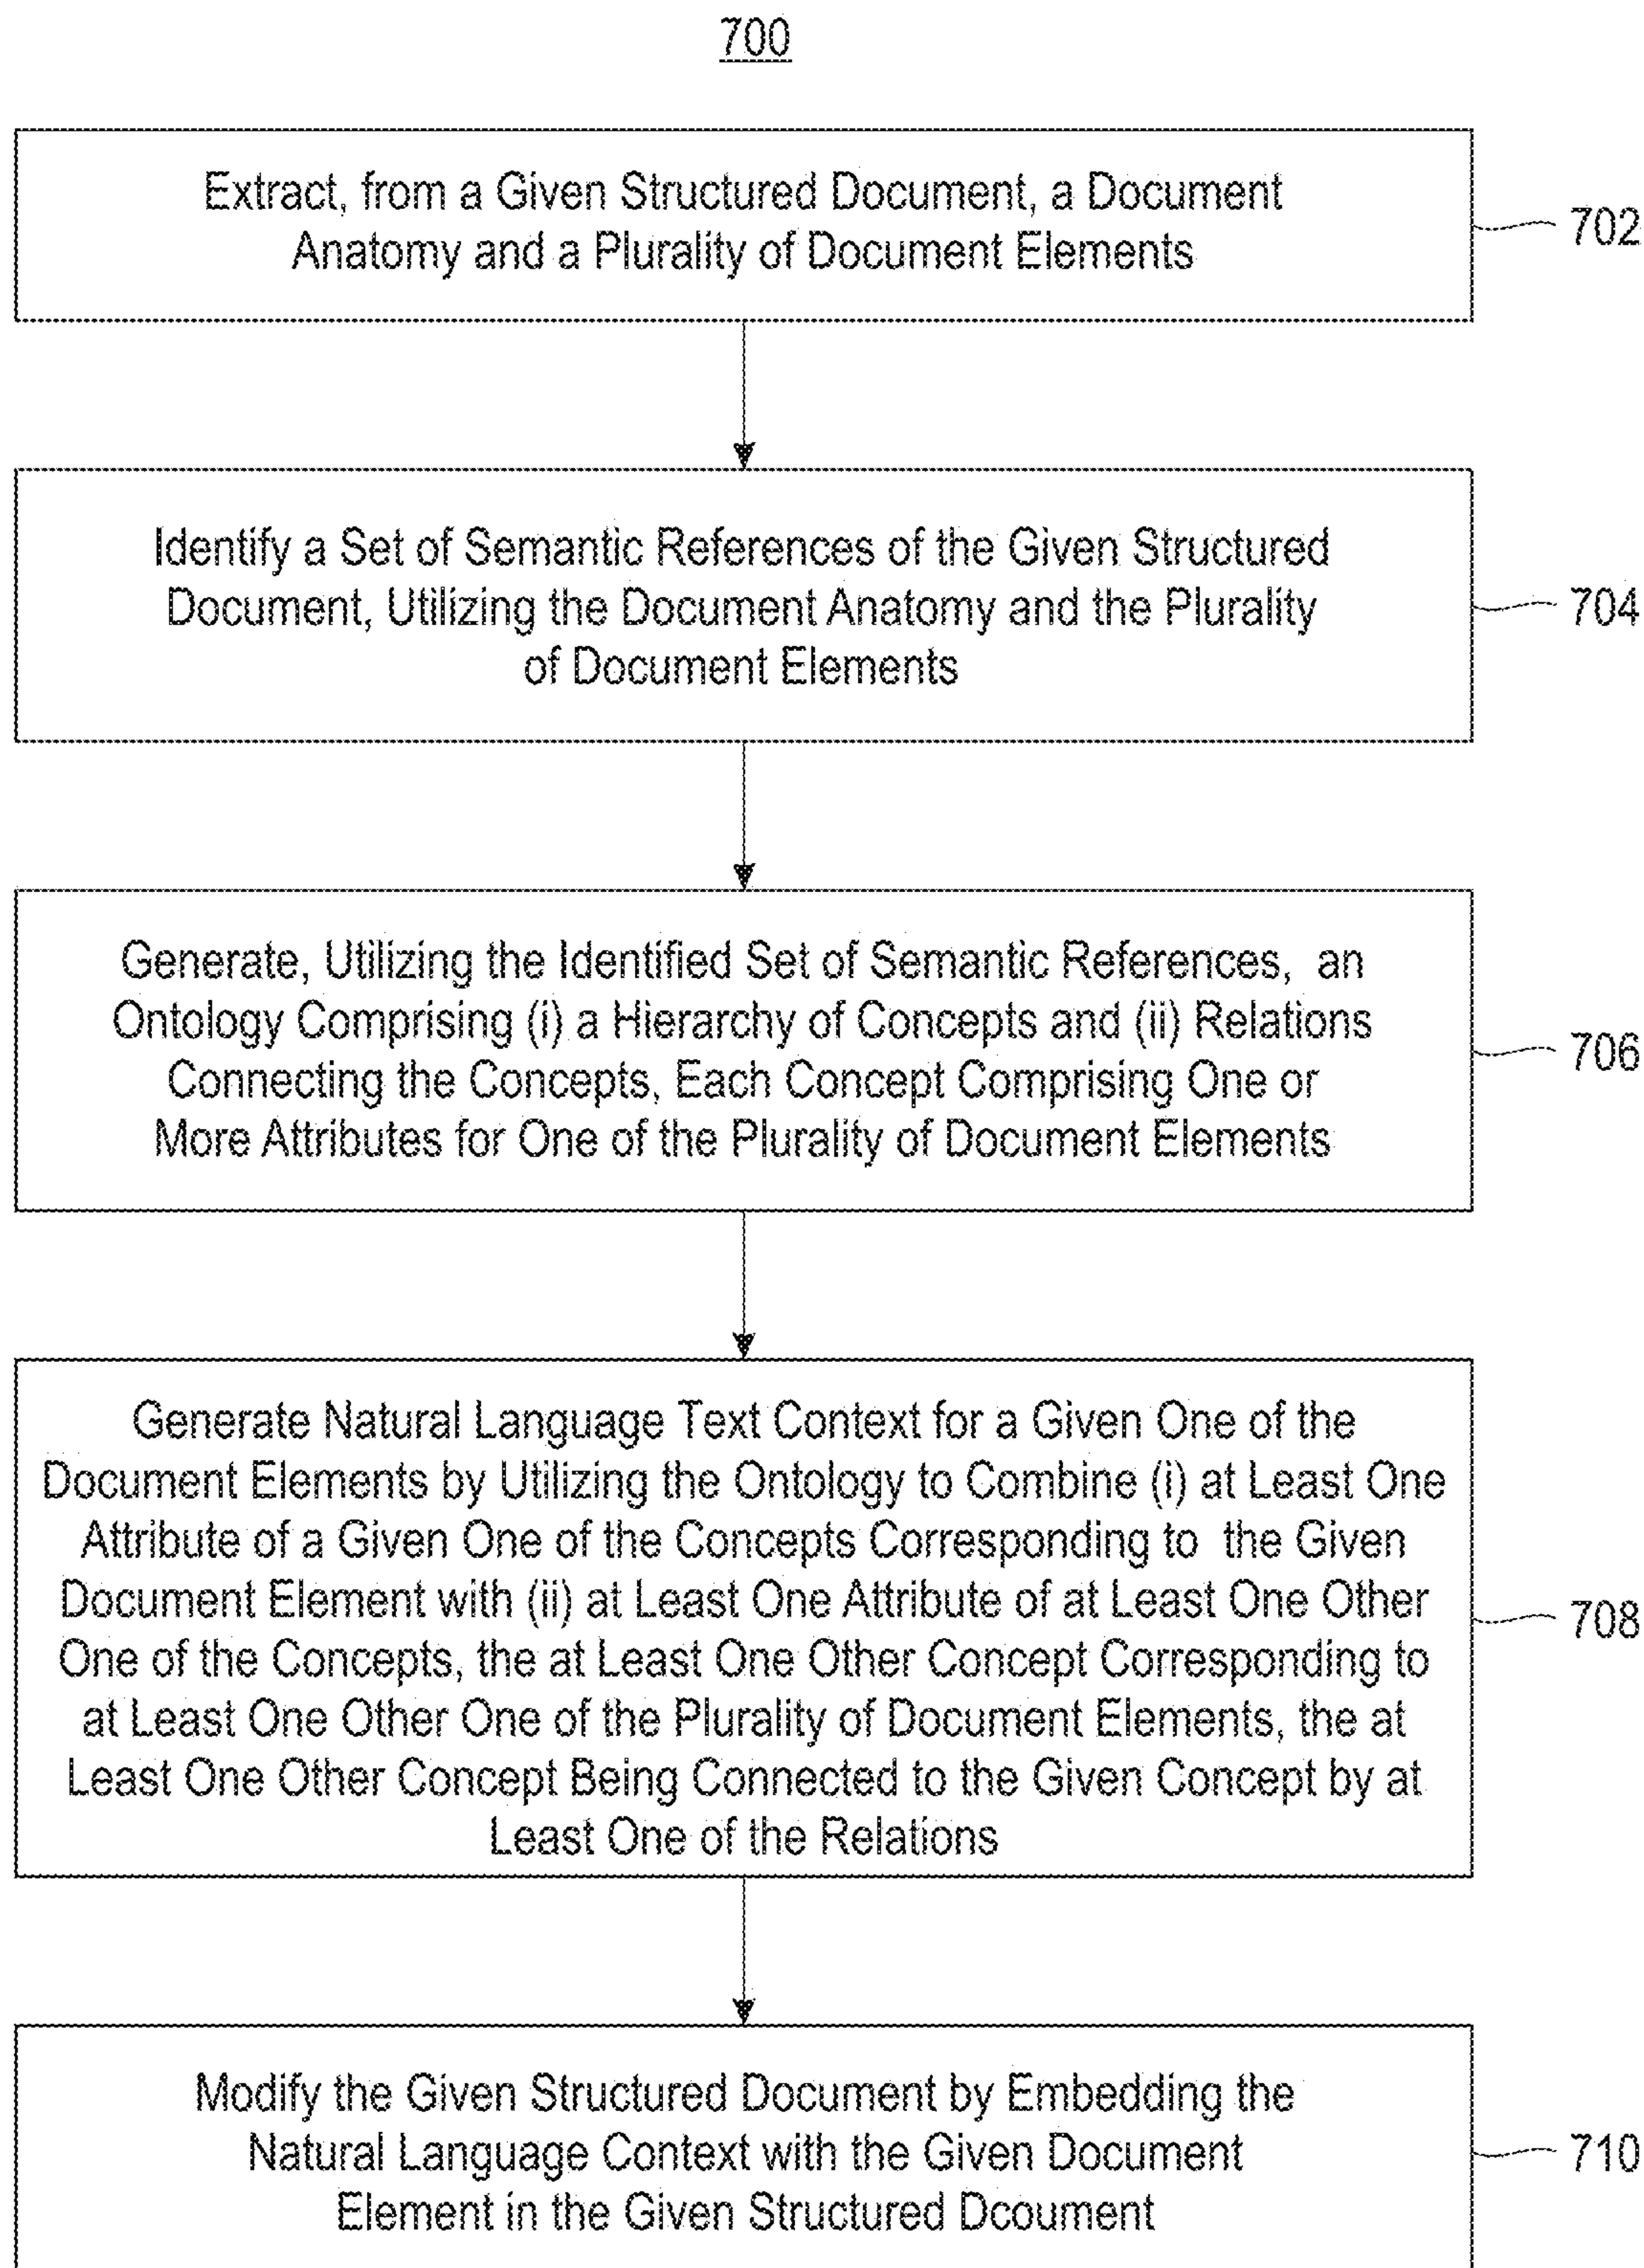 700
Extract, from a Given Structured Document, a Document
Anatomy and a Plurality of Document Elements
702
Identify a Set of Semantic References of the Given Structured
Document, Utilizing the Document Anatomy and the Plurality
of Document Elements
704
Generate, Utilizing the Identified Set of Semantic References, an
Ontology Comprising (i) a Hierarchy of Concepts and (ii) Relations
Connecting the Concepts, Each Concept Comprising One or
More Attributes for One of the Plurality of Document Elements
706
Generate Natural Language Text Context for a Given One of the
Document Elements by Utilizing the Ontology to Combine (i) at Least One
Attribute of a Given One of the Concepts Corresponding to the Given
Document Element with (ii) at Least One Attribute of at Least One Other
One of the Concepts, the at Least One Other Concept Corresponding to
at Least One Other One of the Plurality of Document Elements, the at
Least One Other Concept Being Connected to the Given Concept by at
Least One of the Relations
708
Modify the Given Structured Document by Embedding the
Natural Language Context with the Given Document
Element in the Given Structured Dcoument
710